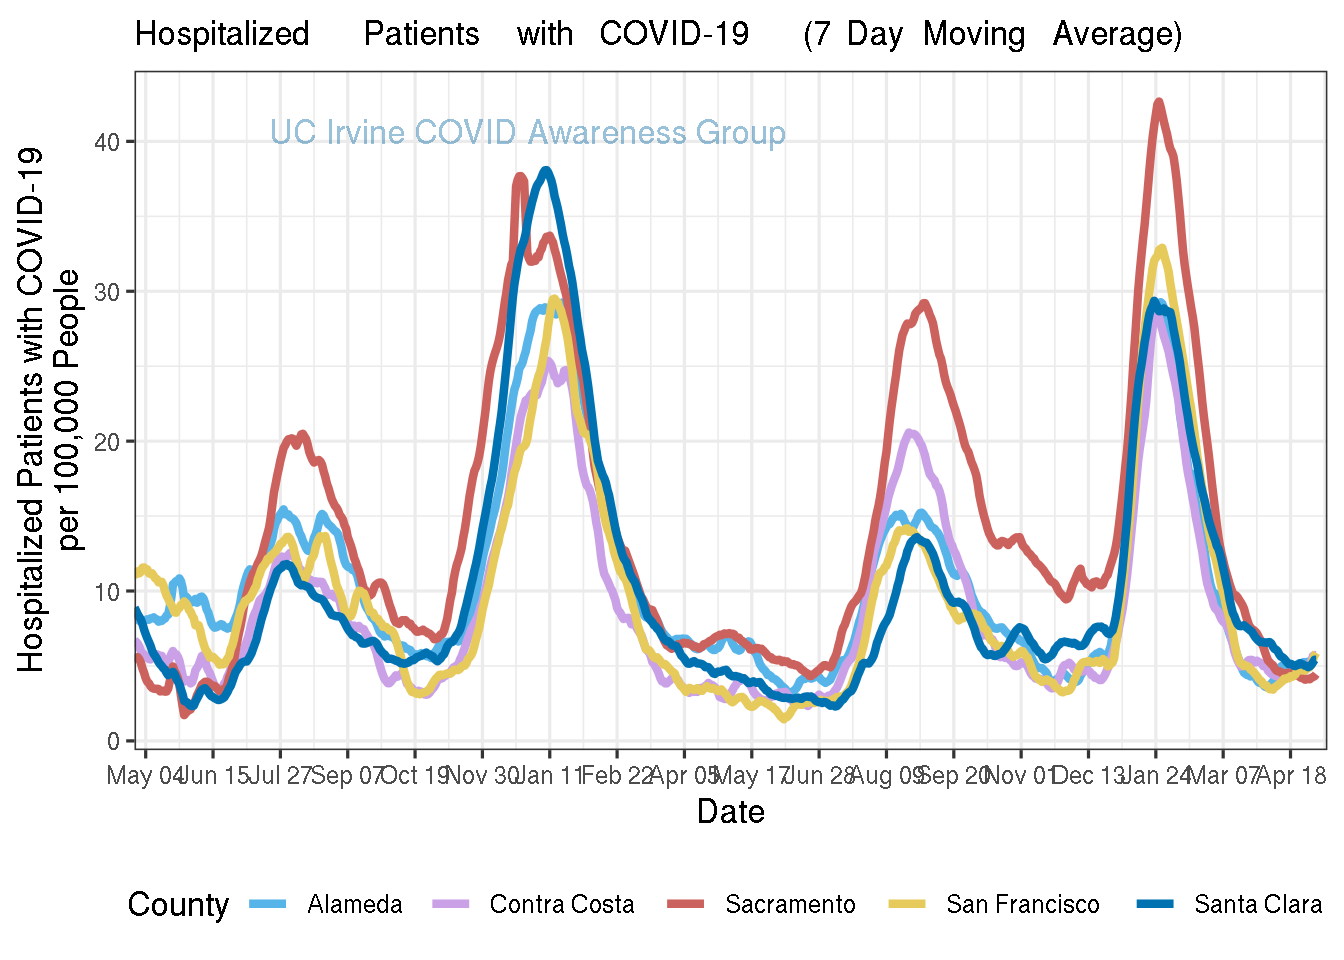 Hospitalized Patients with COVID-19 (7 Day Moving Average)
UC Irvine COVID Awareness Group
Hospitalized Patients with COVID-19
per 100,000 People
40
30
20
10
0
May 04 Jun 15 Jul 27 Sep 07 Oct 19 Nov 30 Jan 11 Feb 22 Apr 05 May 17 Jun 28 Aug 09 Sep 20 Nov 01 Dec 13 Jan 24 Mar 07 Apr 18
Date
County Alameda Contra Costa Sacramento San Francisco Santa Clara